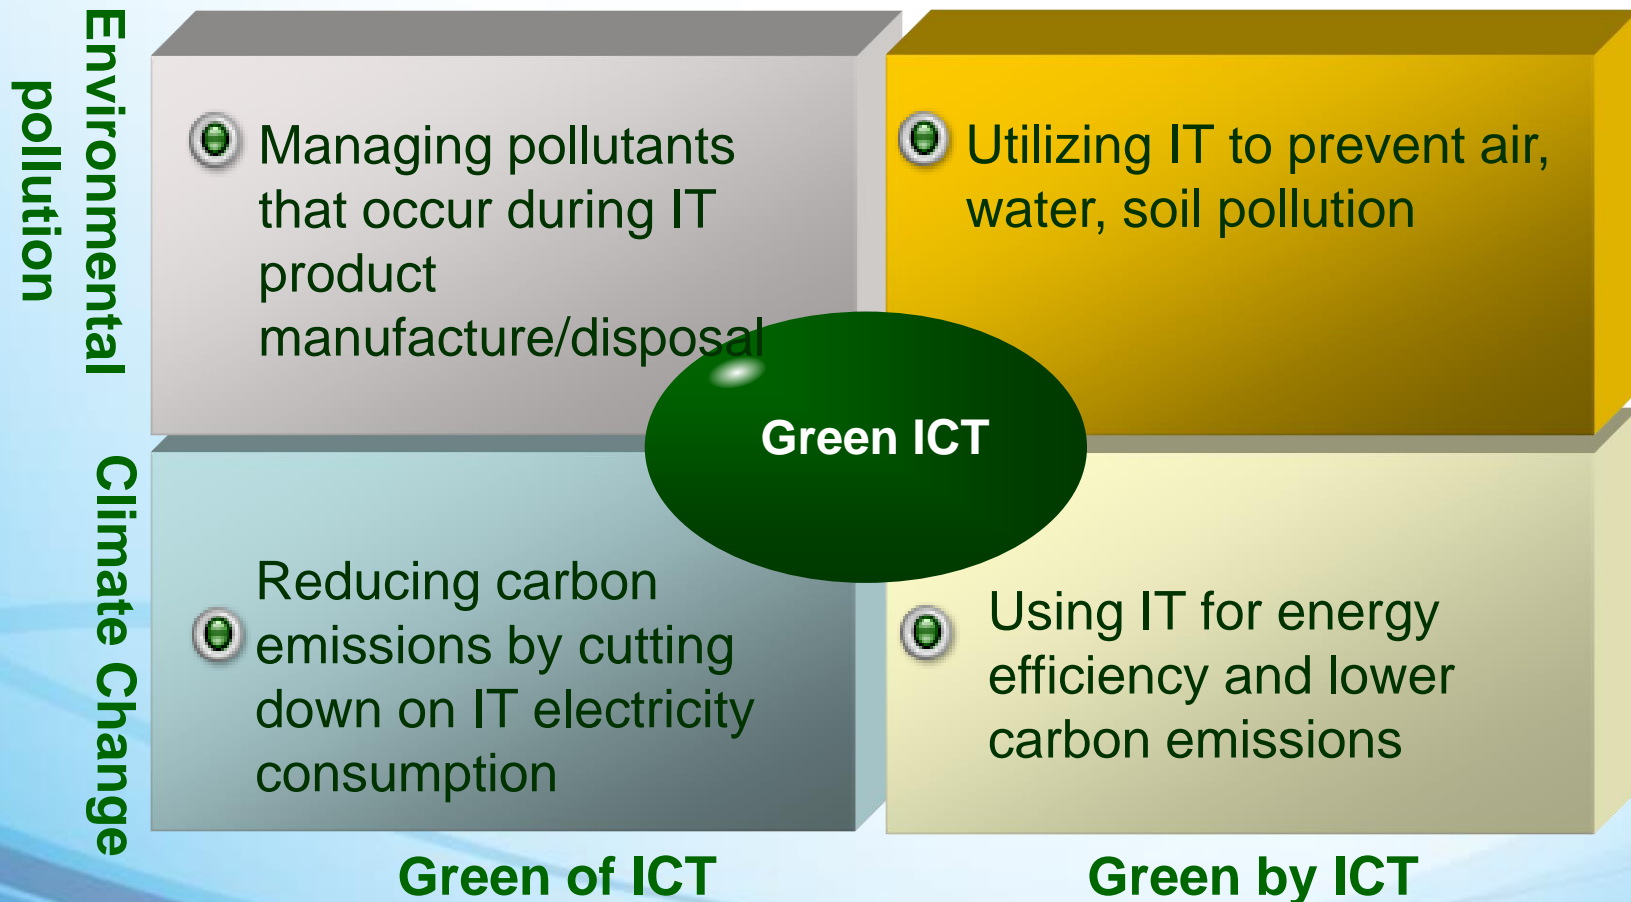 Environmental
pollution
Managing pollutants
that occur during IT
product
manufacture/disposal
Utilizing IT to prevent air,
water, soil pollution
Green ICT
Climate Change
Reducing carbon
emissions by cutting
down on IT electricity
consumption
Using IT for energy
efficiency and lower
carbon emissions
Green of ICT
Green by ICT